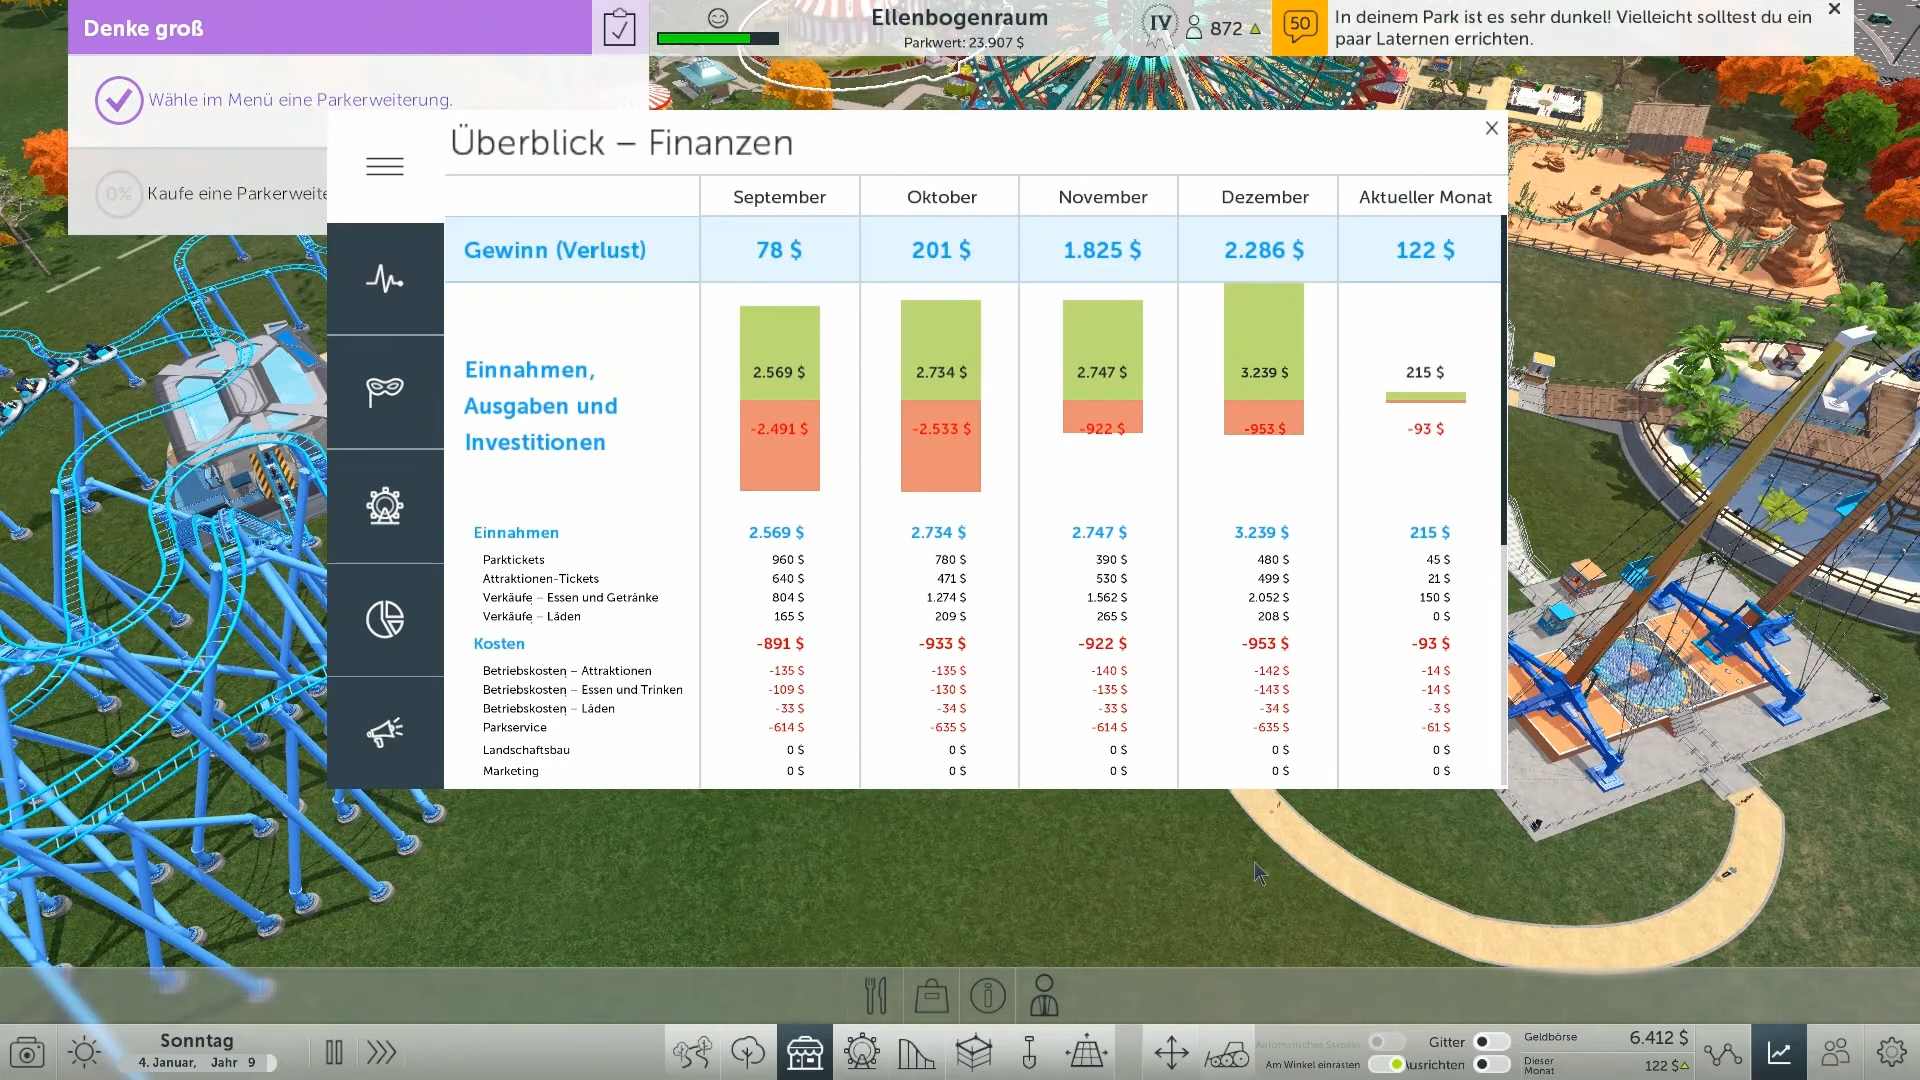 Denke groß
Wähle im Menü eine Parkerweiterung.
0% Kaufe eine Parkerweite
Ellenbogenraum
Parkwert: 23.907 $
IV 872
50
In deinem Park ist es sehr dunkel! Vielleicht solltest du ein
paar Laternen errichten.
Überblick – Finanzen
September Oktober November Dezember Aktueller Monat
Gewinn (Verlust) 78 $ 201 $ 1.825 $ 2.286 $ 122 $
Einnahmen,
Ausgaben und
Investitionen
2.569 $ 2.734 $ 2.747 $ 3.239 $ 215 $
-2.491 $ -2.533 $ -922 $ -953 $ -93 $
Einnahmen 2.569 $ 2.734 $ 2.747 $ 3.239 $ 215 $
Parktickets 960 $ 780 $ 390 $ 480 $ 45 $
Attraktionen-Tickets 640 $ 471 $ 530 $ 499 $ 21 $
Verkäufe – Essen und Getränke 804 $ 1.274 $ 1.562 $ 2.052 $ 150 $
Verkäufe – Läden 165 $ 209 $ 265 $ 208 $ 0 $
Kosten -891 $ -933 $ -922 $ -953 $ -93 $
Betriebskosten – Attraktionen -135 $ -135 $ -140 $ -142 $ -14 $
Betriebskosten – Essen und Trinken -109 $ -130 $ -135 $ -143 $ -14 $
Betriebskosten – Läden -33 $ -34 $ -33 $ -34 $ -3 $
Parkservice -614 $ -635 $ -614 $ -635 $ -61 $
Landschaftsbau 0 $ 0 $ 0 $ 0 $ 0 $
Marketing 0 $ 0 $ 0 $ 0 $ 0 $
Sonntag
4. Januar, Jahr 9
Automatisches Stapeln
Gitter
Am Winkel einrasten
Ausrichten
Geldbörse 6.412 $
Dieser
Monat
122 $